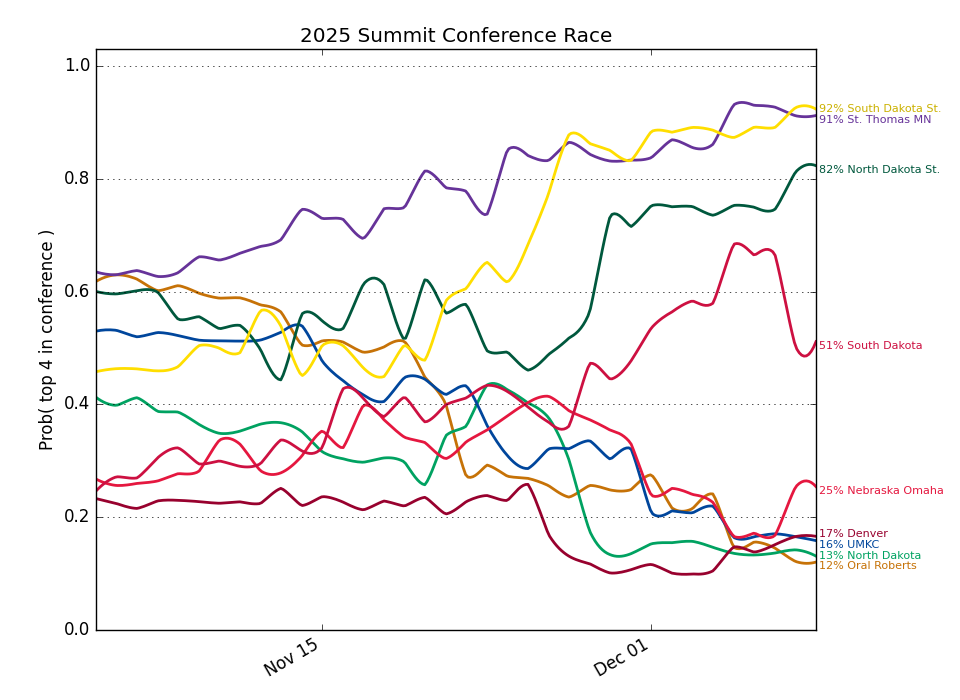 2025 Summit Conference Race
Prob( top 4 in conference )
1.0
0.8
0.6
0.4
0.2
0.0
Nov 15
Dec 01
92% South Dakota St.
91% St. Thomas MN
82% North Dakota St.
51% South Dakota
25% Nebraska Omaha
17% Denver
16% UMKC
13% North Dakota
12% Oral Roberts